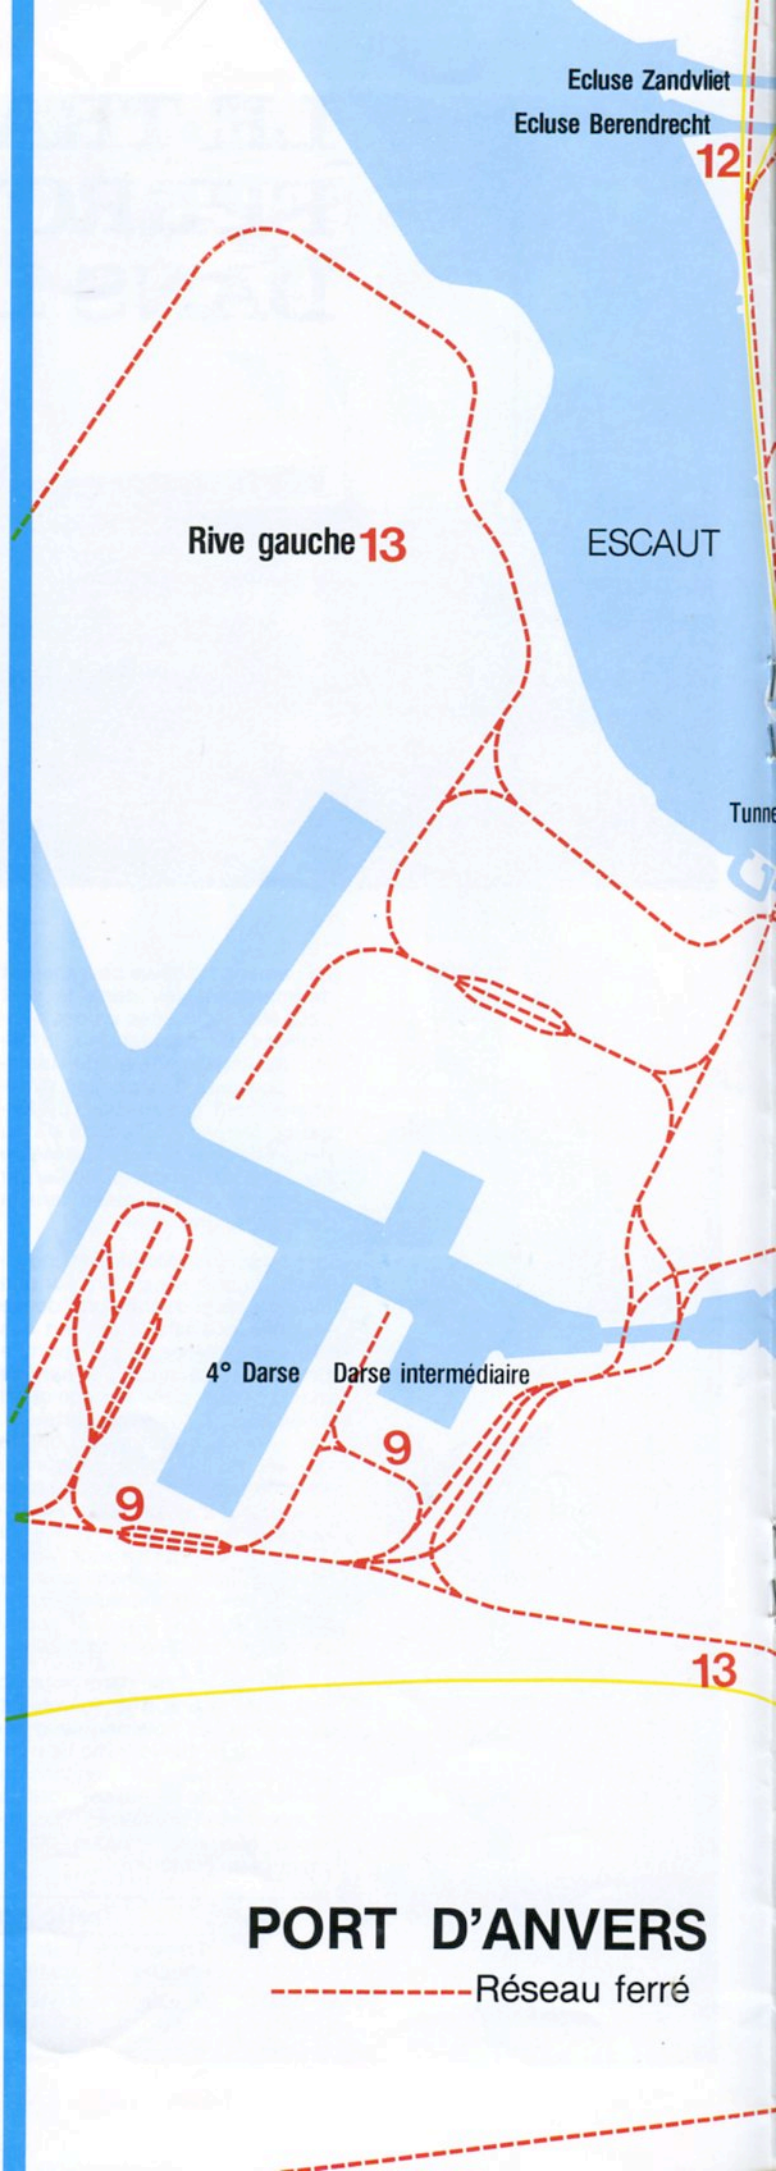 Ecluse Zandvliet
Ecluse Berendrecht
12
Rive gauche 13
ESCAUT
4° Darse Darse intermédiaire
9
9
13
PORT D'ANVERS
Réseau ferré